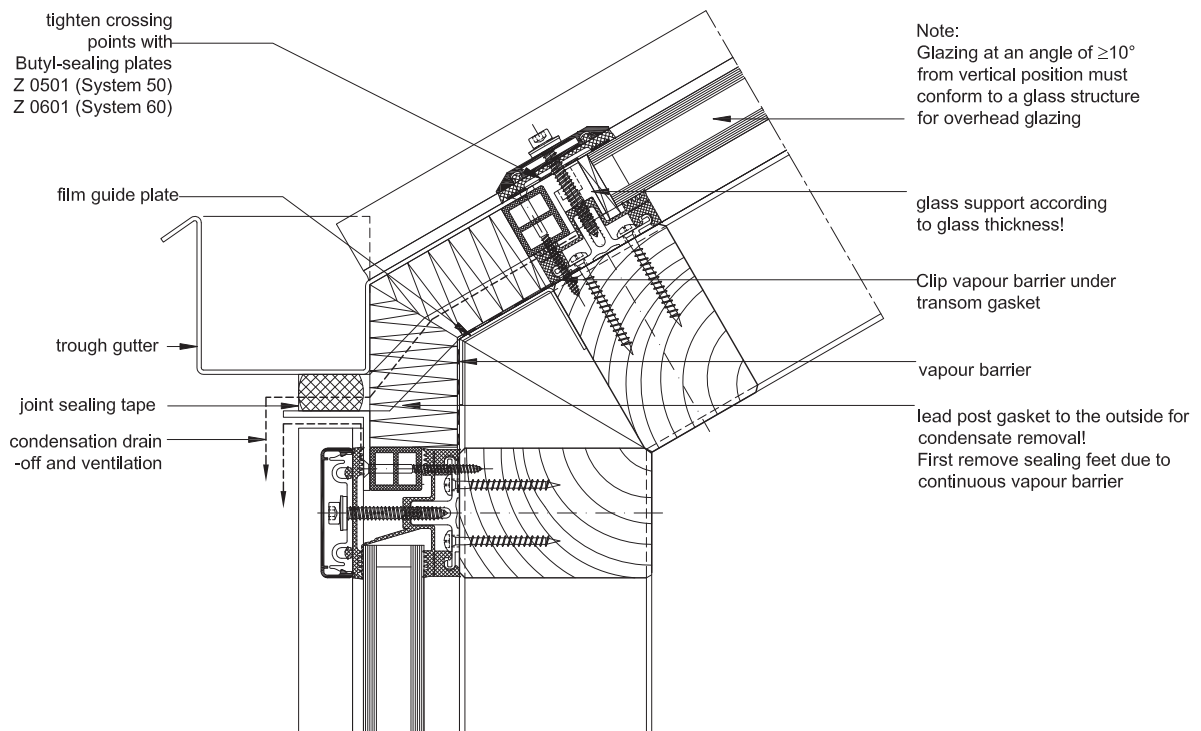 tighten crossing
points with
Butyl-sealing plates
Z 0501 (System 50)
Z 0601 (System 60)
film guide plate
trough gutter
joint sealing tape
condensation drain
-off and ventilation
Note:
Glazing at an angle of ≥10°
from vertical position must
conform to a glass structure
for overhead glazing
glass support according
to glass thickness!
Clip vapour barrier under
transom gasket
vapour barrier
lead post gasket to the outside for
condensate removal!
First remove sealing feet due to
continuous vapour barrier